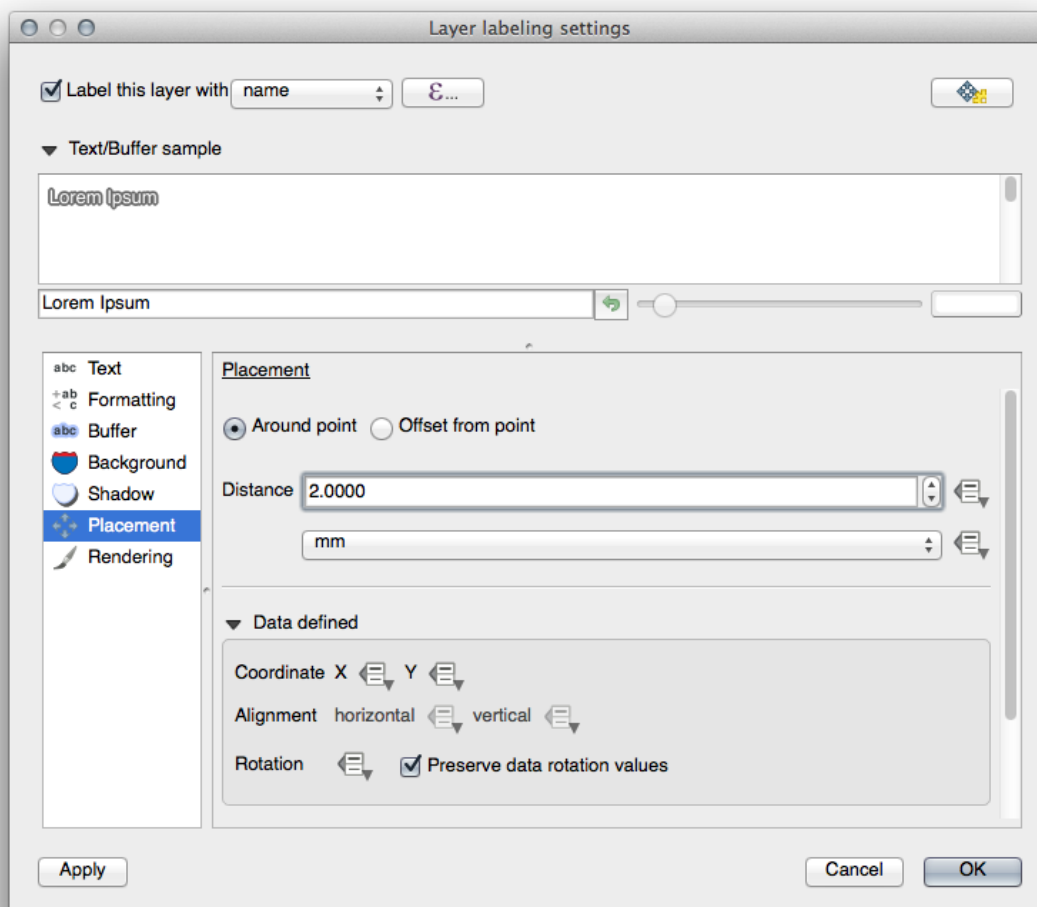 Layer labeling settings
Label this layer with name ε...
Text/Buffer sample
Lorem Ipsum
Lorem Ipsum
abc Text
+ab < c Formatting
abc Buffer
Background
Shadow
Placement
Rendering
Placement
Around point Offset from point
Distance 2.0000
mm
Data defined
Coordinate X Y
Alignment horizontal vertical
Rotation Preserve data rotation values
Apply Cancel OK